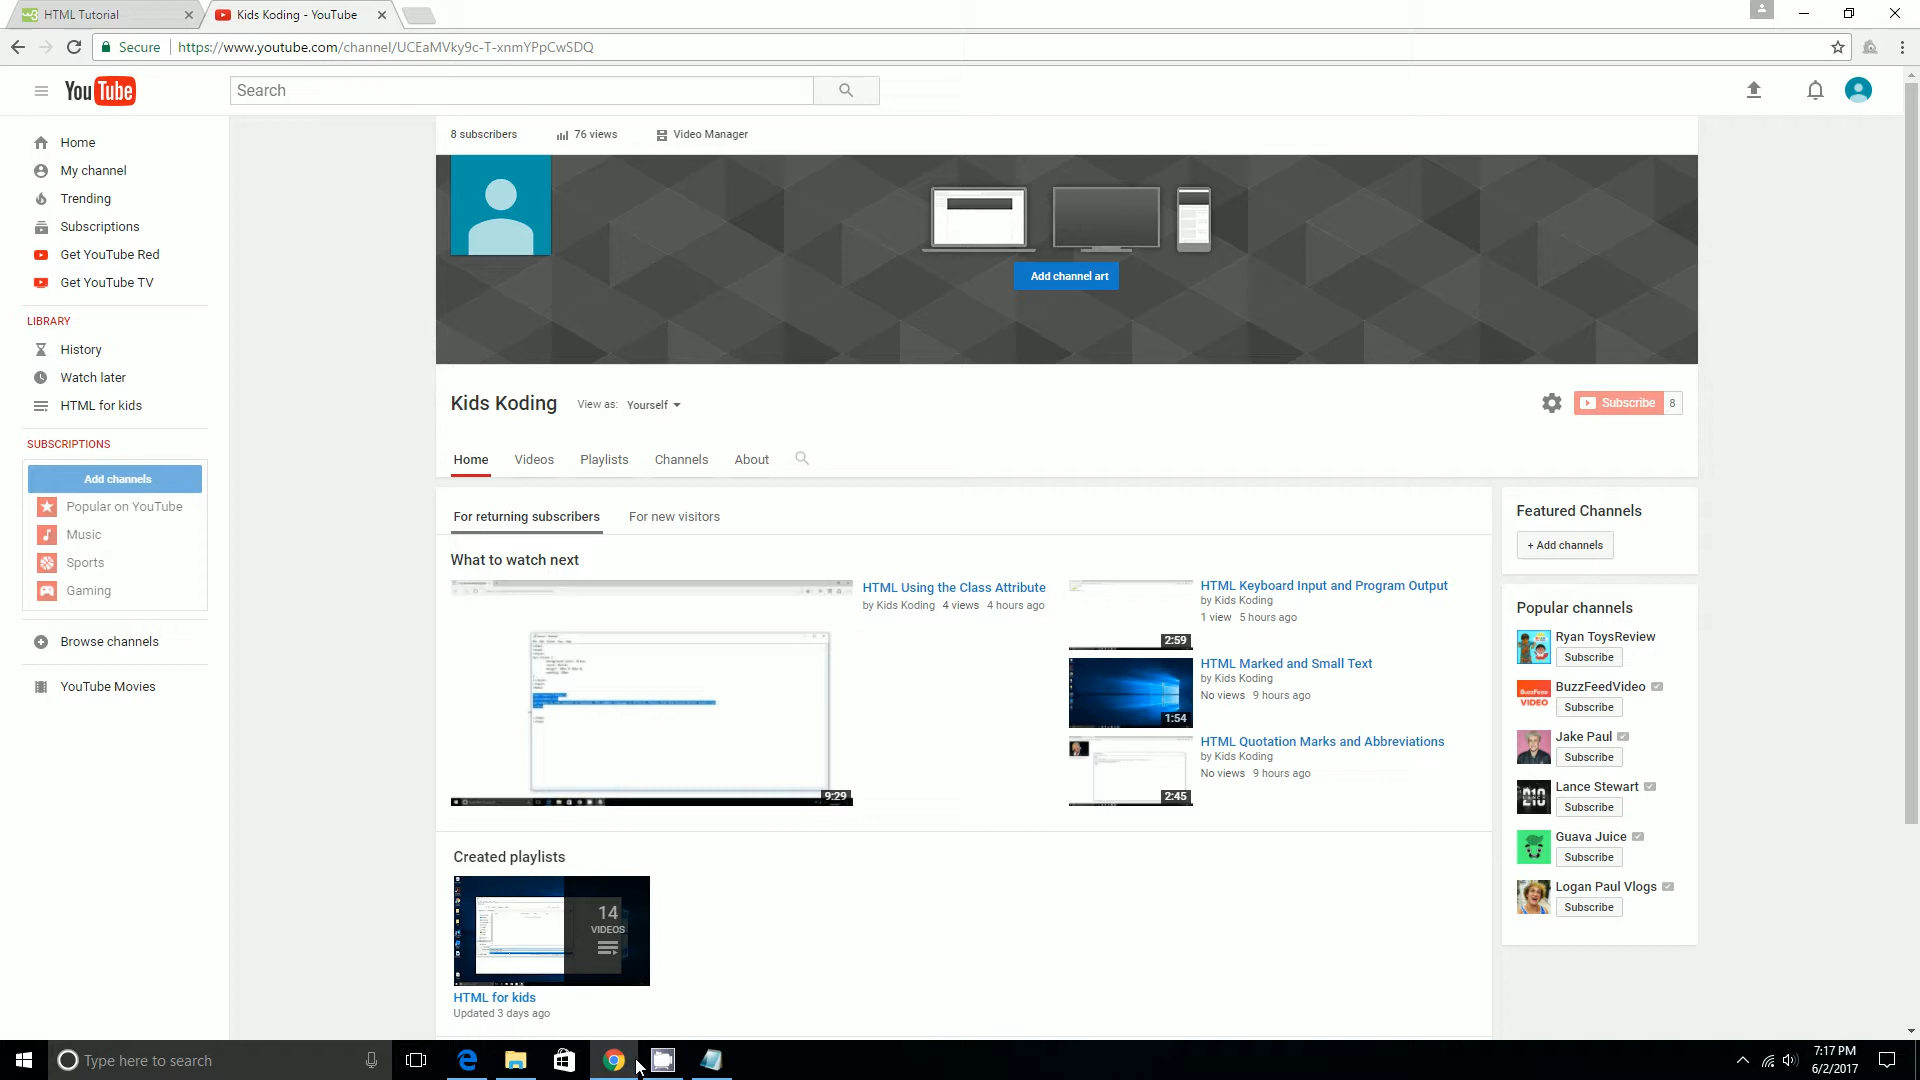 HTML Tutorial
Kids Koding - YouTube
Secure
https://www.youtube.com/channel/UCEaMVky9c-T-xnmYPpCwSDQ
YouTube
Search
Home
My channel
Trending
Subscriptions
Get YouTube Red
Get YouTube TV
LIBRARY
History
Watch later
HTML for kids
SUBSCRIPTIONS
Add channels
Popular on YouTube
Music
Sports
Gaming
Browse channels
YouTube Movies
8 subscribers
76 views
Video Manager
Add channel art
Kids Koding
View as: Yourself
Subscribe 8
Home
Videos
Playlists
Channels
About
For returning subscribers
For new visitors
What to watch next
9:29
HTML Using the Class Attribute
by Kids Koding 4 views 4 hours ago
2:59
HTML Keyboard Input and Program Output
by Kids Koding
1 view 5 hours ago
1:54
HTML Marked and Small Text
by Kids Koding
No views 9 hours ago
2:45
HTML Quotation Marks and Abbreviations
by Kids Koding
No views 9 hours ago
Created playlists
14
VIDEOS
HTML for kids
Updated 3 days ago
Featured Channels
+ Add channels
Popular channels
Ryan ToysReview
Subscribe
BuzzFeed
VIDEO
BuzzFeedVideo
Subscribe
Jake Paul
Subscribe
Lance Stewart
Subscribe
Guava Juice
Subscribe
Logan Paul Vlogs
Subscribe
Type here to search
7:17 PM
6/2/2017